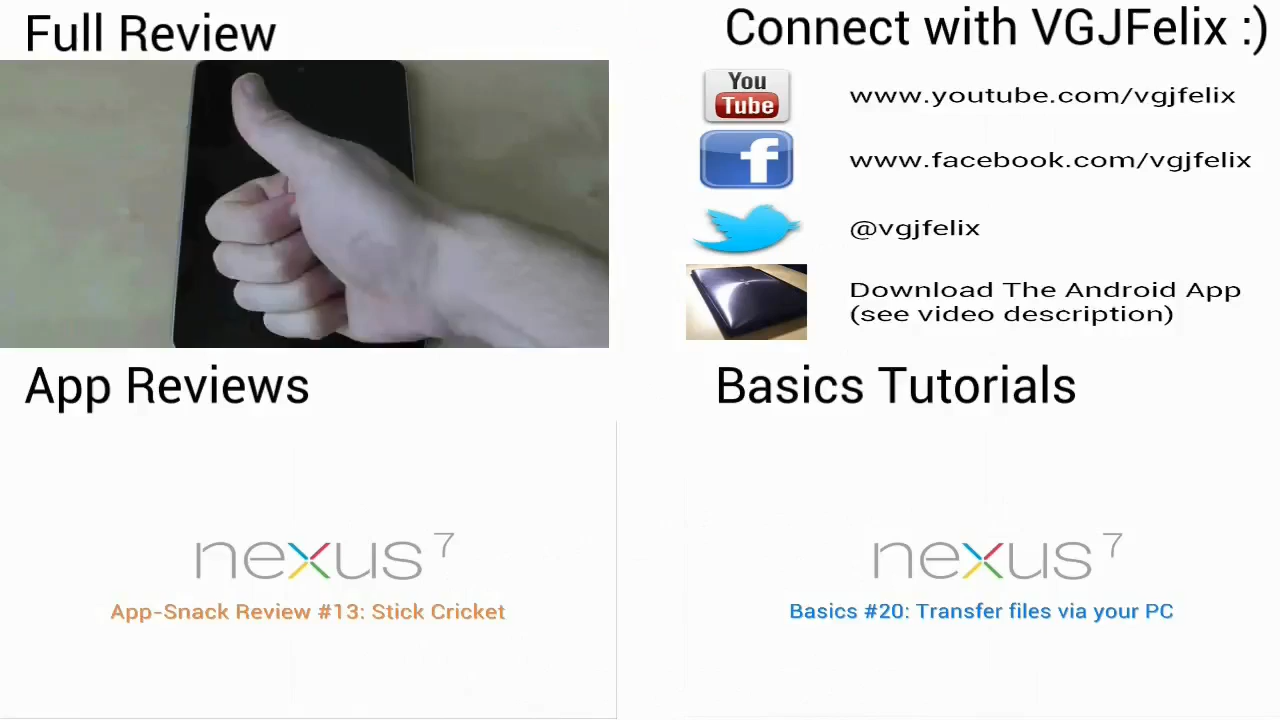 Full Review
Connect with VGJFelix :)
You
Tube
www.youtube.com/vgjfelix
f
www.facebook.com/vgjfelix
@vgjfelix
Download The Android App
(see video description)
App Reviews
Basics Tutorials
nexus 7
App-Snack Review #13: Stick Cricket
nexus 7
Basics #20: Transfer files via your PC